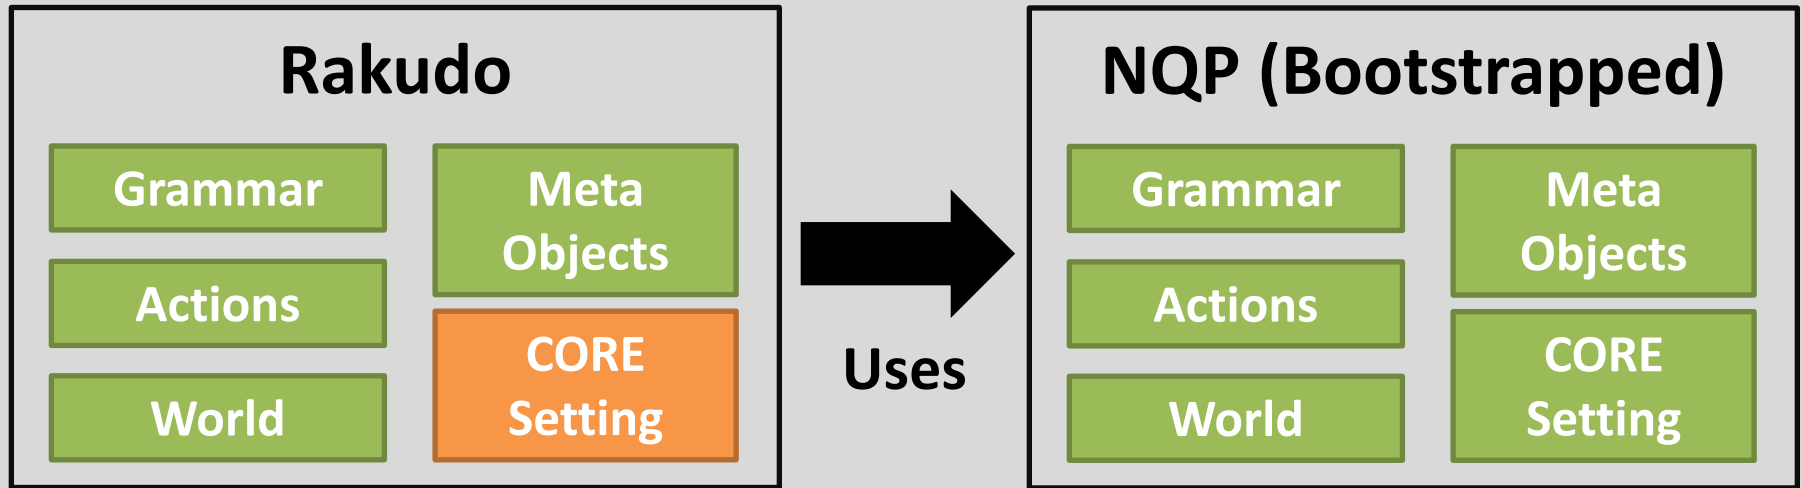 Rakudo
Grammar
Actions
World
Meta
Objects
CORE
Setting
Uses
NQP (Bootstrapped)
Grammar
Actions
World
Meta
Objects
CORE
Setting